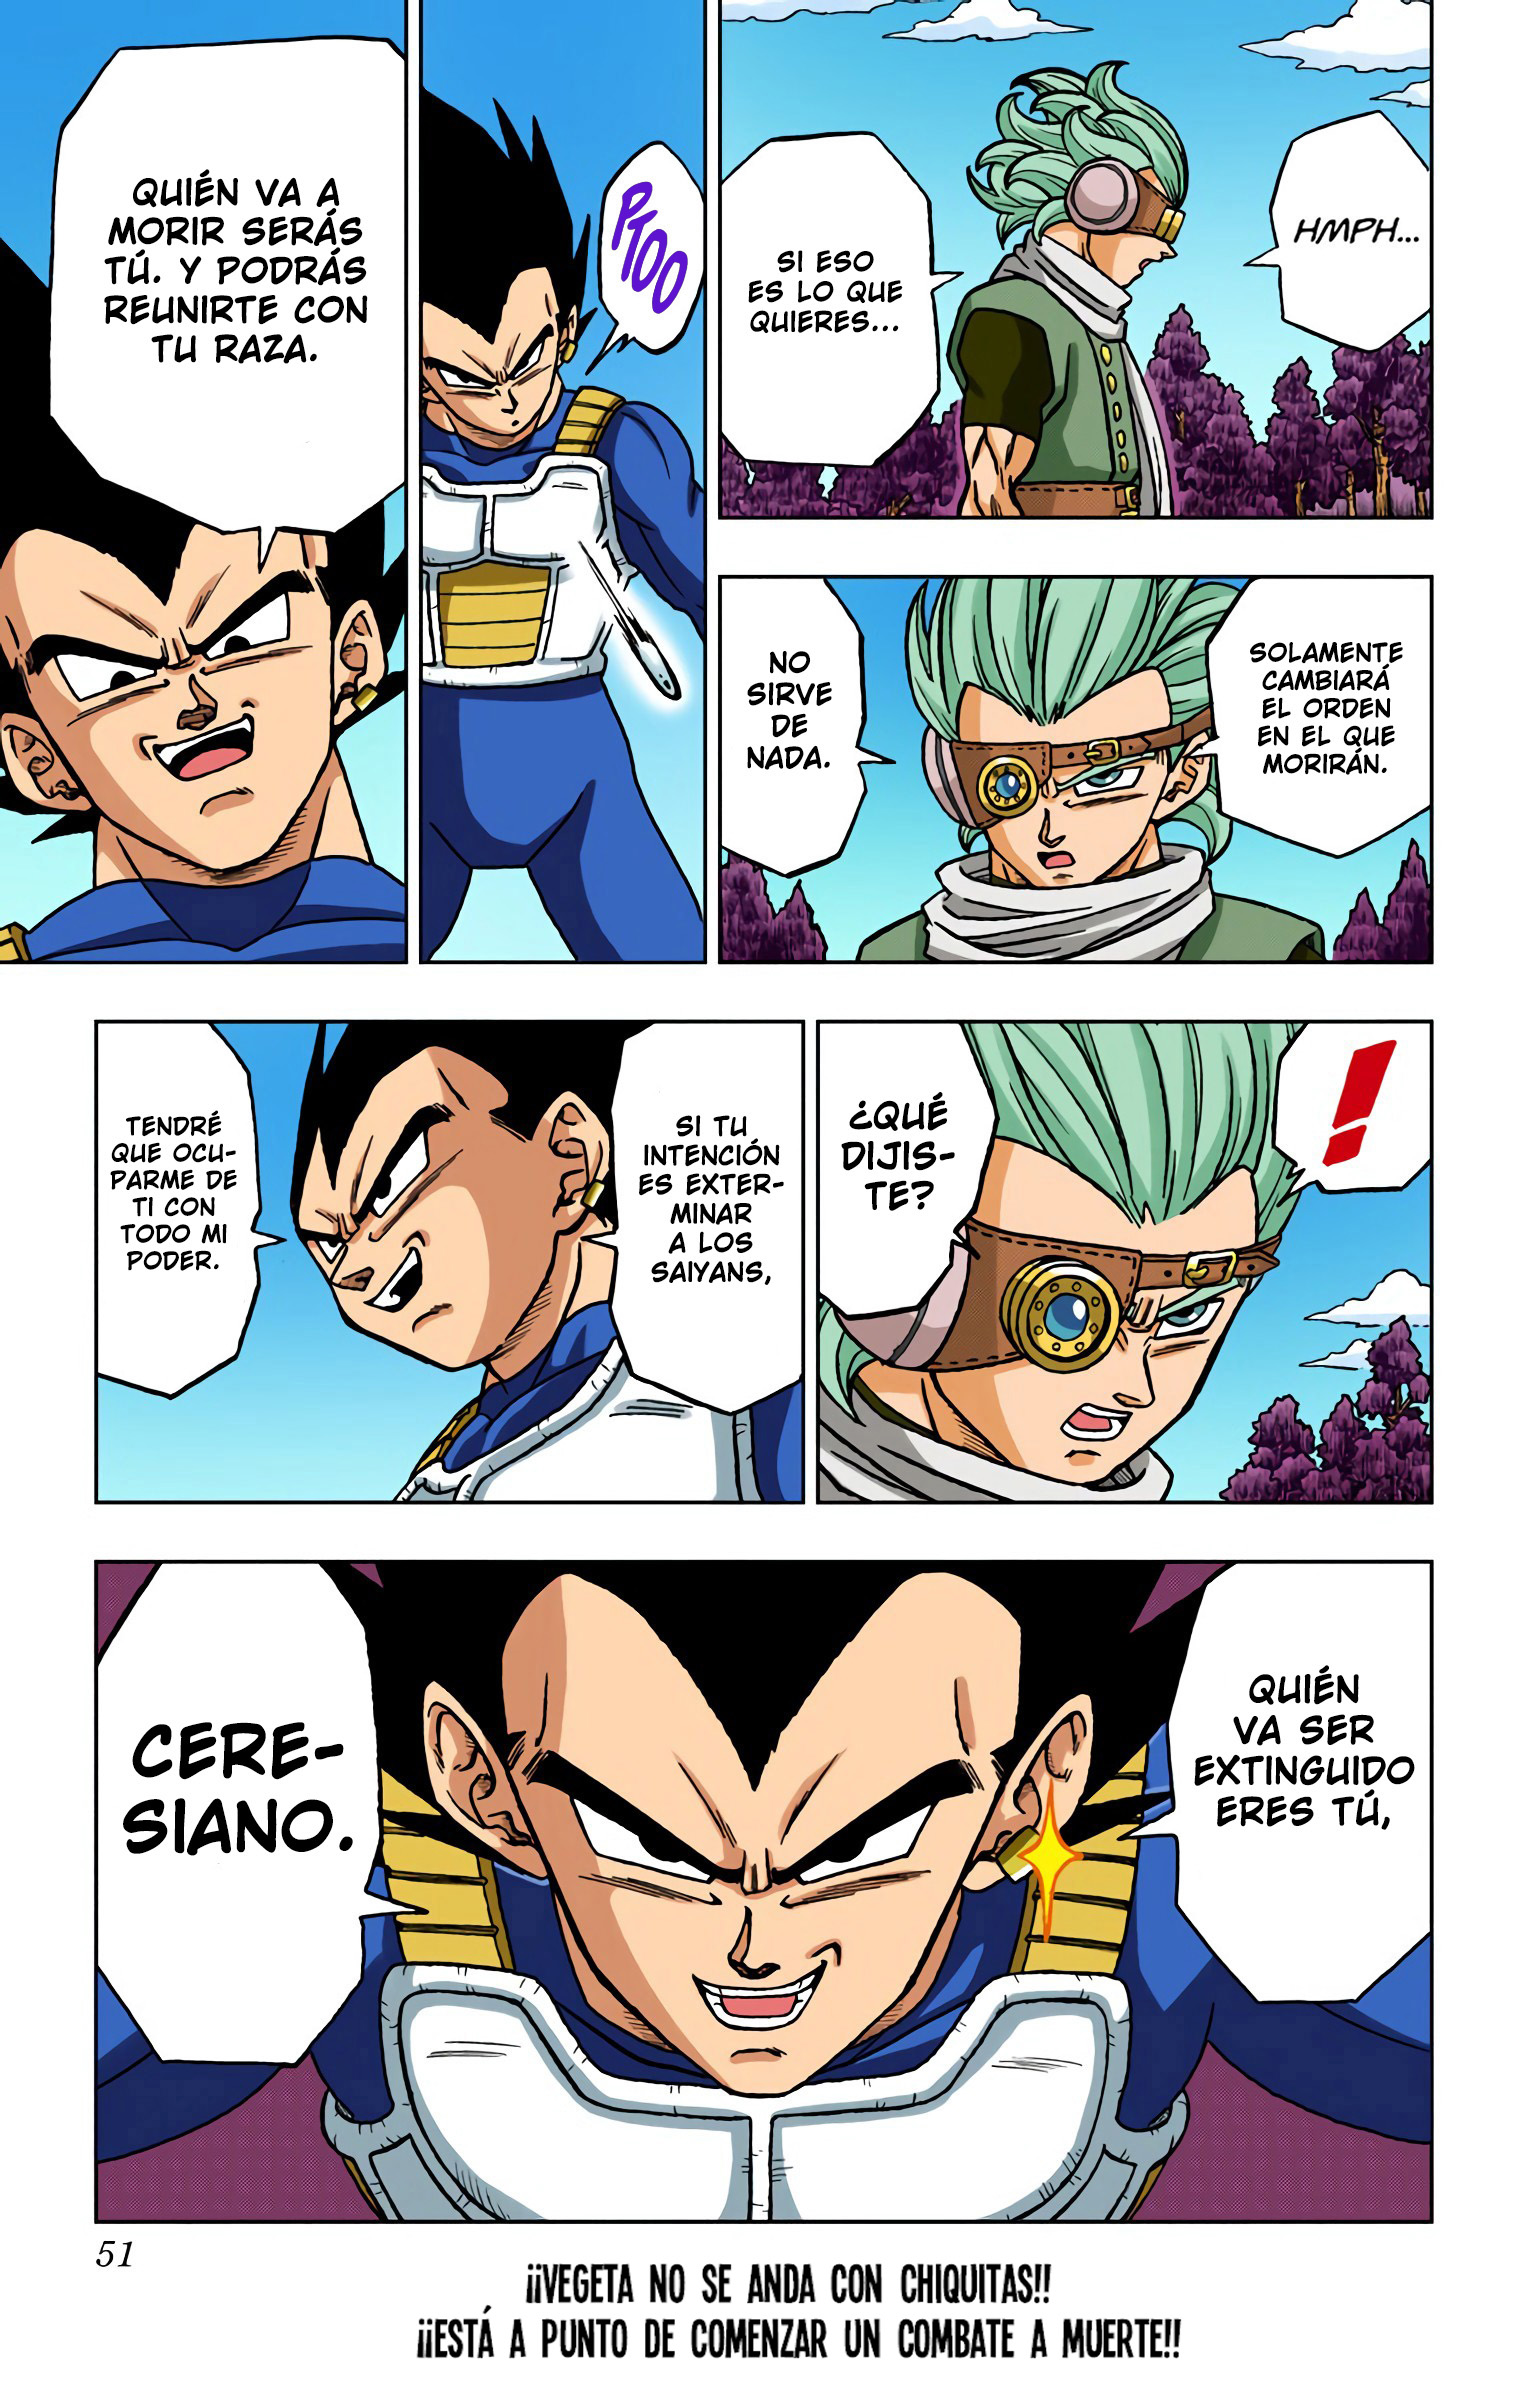 HMPH...
SI ESO
ES LO QUE
QUIERES...
SOLAMENTE
CAMBIARÁ
EL ORDEN
EN EL QUE
MORIRÁN.
NO
SIRVE
DE
NADA.
PTOO
QUIÉN VA A
MORIR SERÁS
TÚ. Y PODRÁS
REUNIRTE CON
TU RAZA.
!
¿QUÉ
DIJIS-
TE?
SI TU
INTENCIÓN
ES EXTER-
MINAR
A LOS
SAIYANS,
TENDRÉ
QUE OCU-
PARME DE
TI CON
TODO MI
PODER.
QUIÉN
VA SER
EXTINGUIDO
ERES TÚ,
CERE-
SIANO.
51
¡¡VEGETA NO SE ANDA CON CHIQUITAS!!
¡¡ESTÁ A PUNTO DE COMENZAR UN COMBATE A MUERTE!!